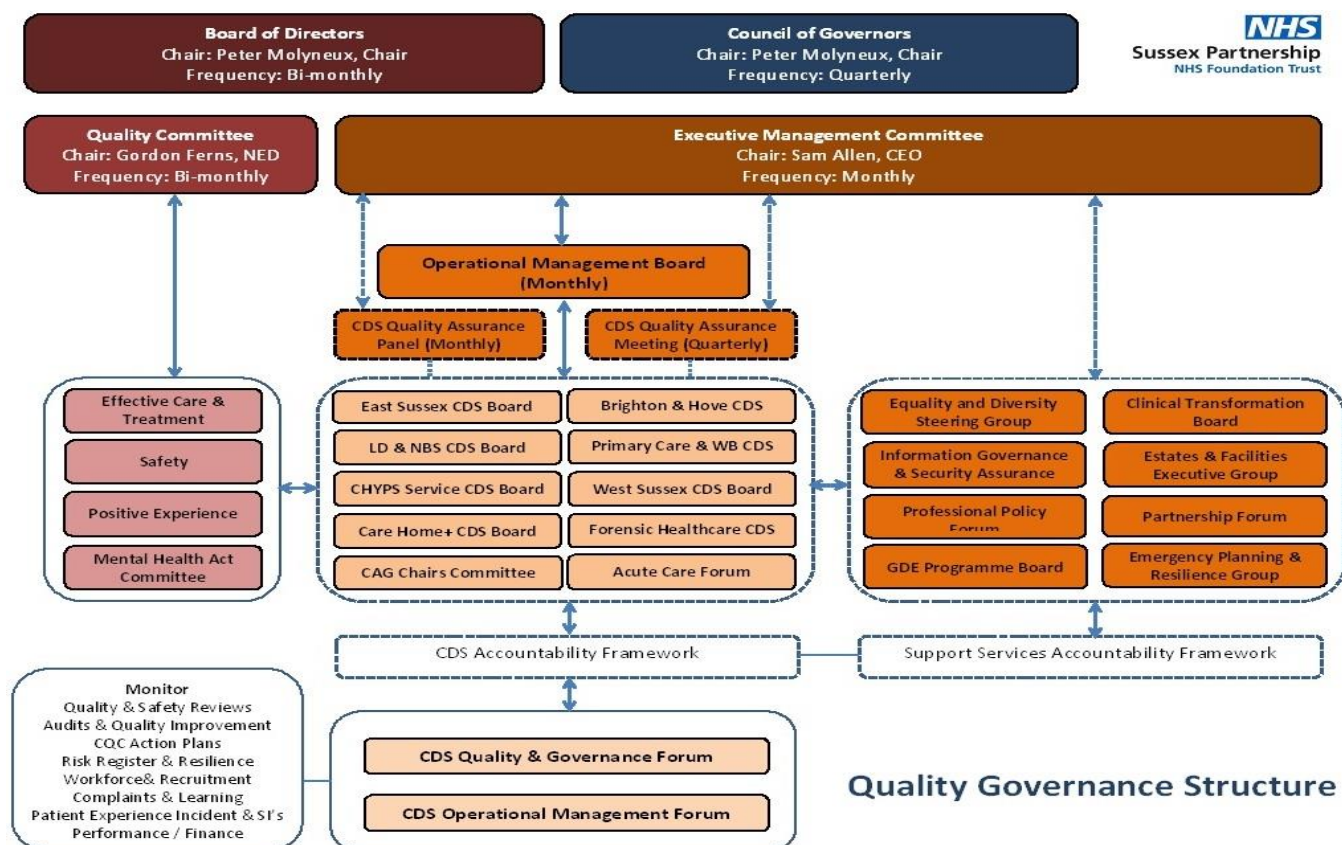 Board of Directors
Chair: Peter Molyneux, Chair
Frequency: Bi-monthly
Council of Governors
Chair: Peter Molyneux, Chair
Frequency: Quarterly
NHS
Sussex Partnership
NHS Foundation Trust
Quality Committee
Chair: Gordon Ferns, NED
Frequency: Bi-monthly
Executive Management Committee
Chair: Sam Allen, CEO
Frequency: Monthly
Operational Management Board
(Monthly)
CDS Quality Assurance
Panel (Monthly)
CDS Quality Assurance
Meeting (Quarterly)
Effective Care &
Treatment
Safety
Positive Experience
Mental Health Act
Committee
East Sussex CDS Board
Brighton & Hove CDS
LD & NBS CDS Board
Primary Care & WB CDS
CHYPS Service CDS Board
West Sussex CDS Board
Care Home+ CDS Board
Forensic Healthcare CDS
CAG Chairs Committee
Acute Care Forum
Equality and Diversity
Steering Group
Clinical Transformation
Board
Information Governance
& Security Assurance
Estates & Facilities
Executive Group
Professional Policy
Forum
Partnership Forum
GDE Programme Board
Emergency Planning &
Resilience Group
CDS Accountability Framework
Support Services Accountability Framework
Monitor
Quality & Safety Reviews
Audits & Quality Improvement
CQC Action Plans
Risk Register & Resilience
Workforce& Recruitment
Complaints & Learning
Patient Experience Incident & SI's
Performance / Finance
CDS Quality & Governance Forum
CDS Operational Management Forum
Quality Governance Structure